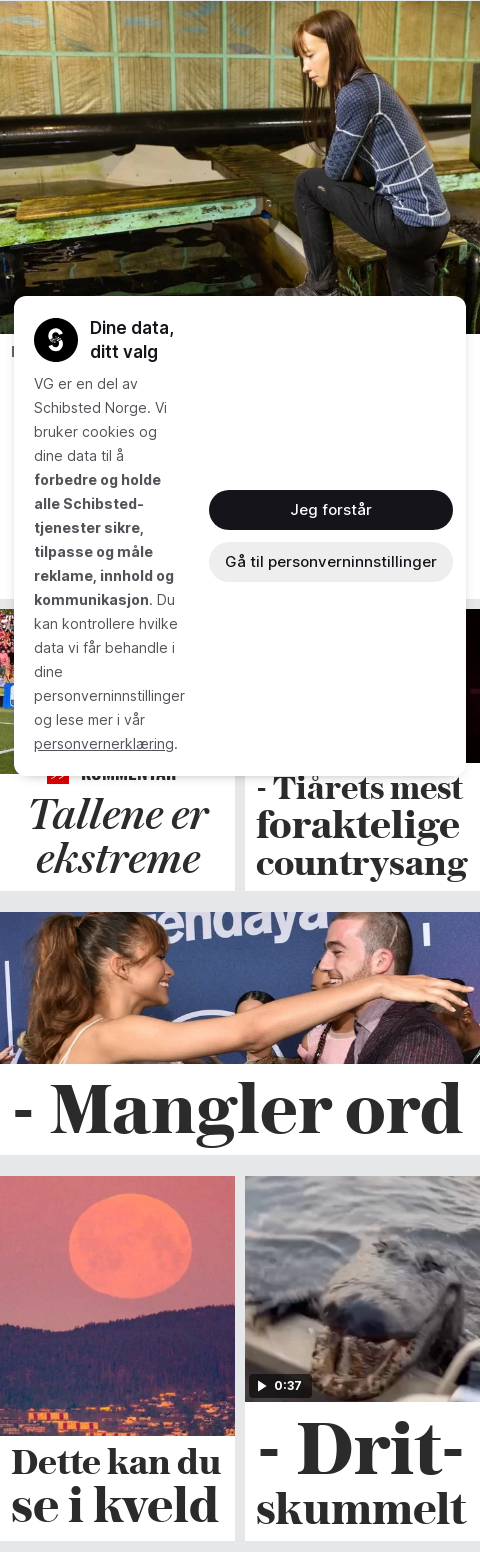 Dine data,
ditt valg
VG er en del av
Schibsted Norge. Vi
bruker cookies og
dine data til å
forbedre og holde
alle Schibsted-
tjenester sikre,
tilpasse og måle
reklame, innhold og
kommunikasjon. Du
kan kontrollere hvilke
data vi får behandle i
dine
personverninnstillinger
og lese mer i vår
personvernerklæring.
Jeg forstår
Gå til personverninnstillinger
KOMMENTAR
Tallene er
ekstreme
- Tiårets mest
foraktelige
countrysang
endaya
- Mangler ord
Dette kan du
se i kveld
0:37
- Drit-
skummelt